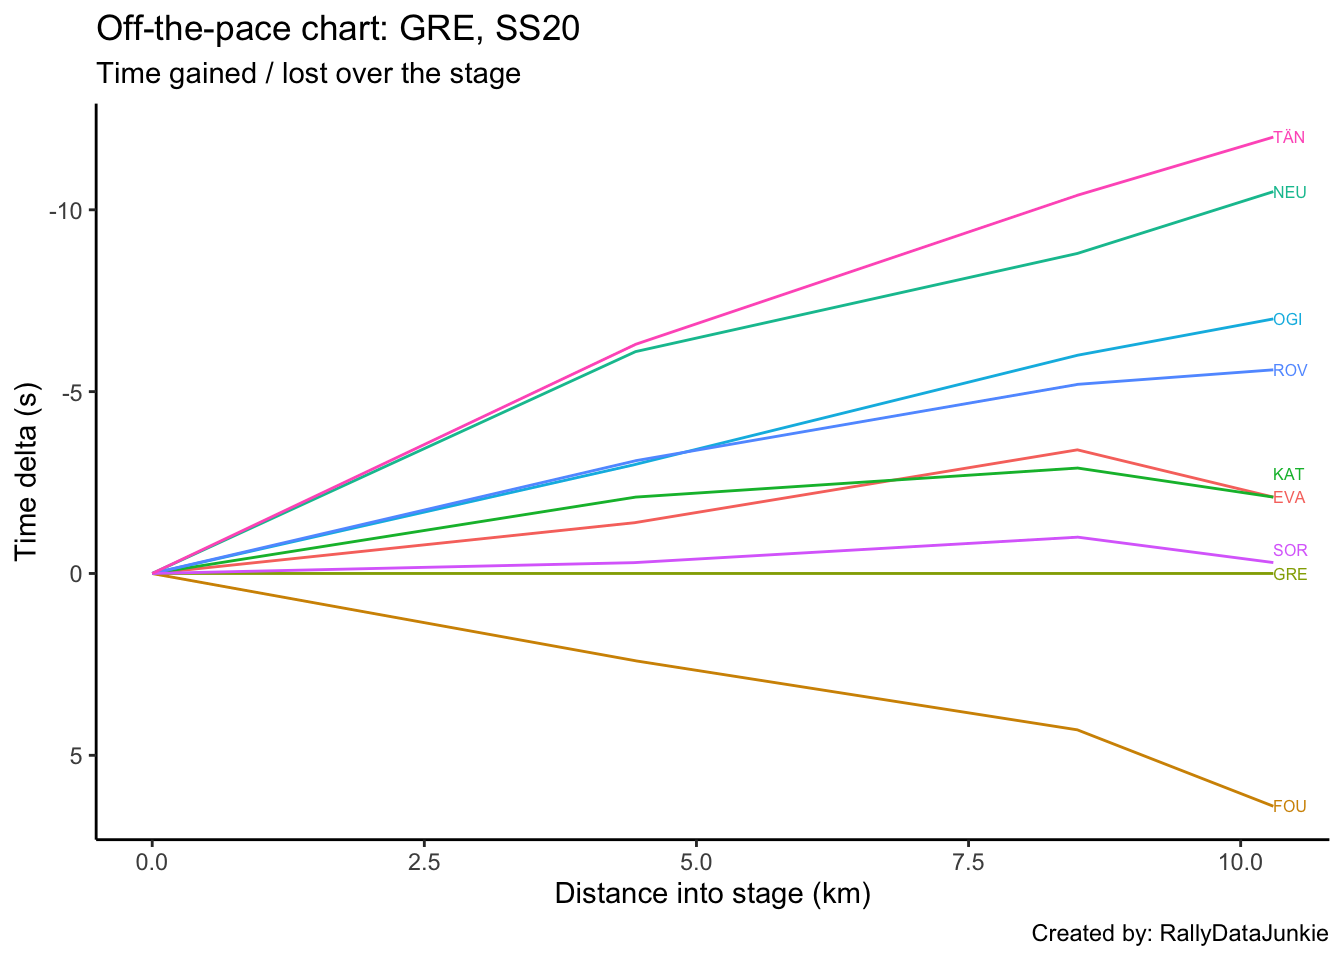 Off-the-pace chart: GRE, SS20
Time gained / lost over the stage
TÄN
-10
NEU
OGI
-5
ROV
KAT
EVA
SOR
0
GRE
5
FOU
Time delta (s)
0.0 2.5 5.0 7.5 10.0
Distance into stage (km)
Created by: RallyDataJunkie